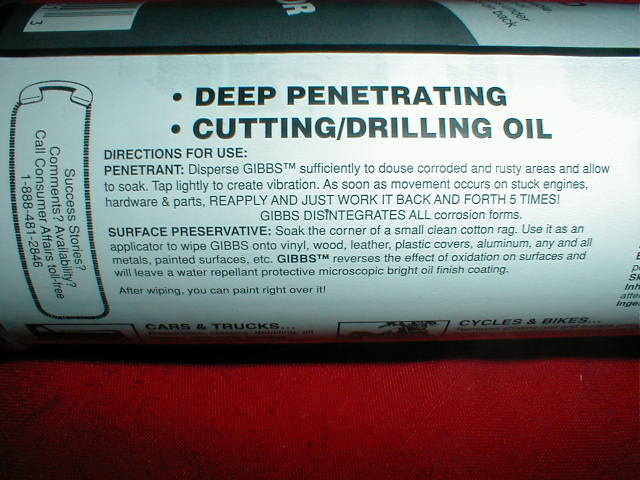 OR
under
on back
3
• DEEP PENETRATING
• CUTTING/DRILLING OIL
DIRECTIONS FOR USE:
PENETRANT: Disperse GIBBS™ sufficiently to douse corroded and rusty areas and allow
to soak. Tap lightly to create vibration. As soon as movement occurs on stuck engines,
hardware & parts, REAPPLY AND JUST WORK IT BACK AND FORTH 5 TIMES!
GIBBS DISINTEGRATES ALL corrosion forms.
SURFACE PRESERVATIVE: Soak the corner of a small clean cotton rag. Use it as an
applicator to wipe GIBBS onto vinyl, wood, leather, plastic covers, aluminum, any and all
metals, painted surfaces, etc. GIBBS™ reverses the effect of oxidation on surfaces and
will leave a water repellant protective microscopic bright oil finish coating.
After wiping, you can paint right over it!
Success Stories?
Comments? Availability?
Call Consumer Affairs toll-free
1-888-481-2846
CARS & TRUCKS...
CYCLES & BIKES...